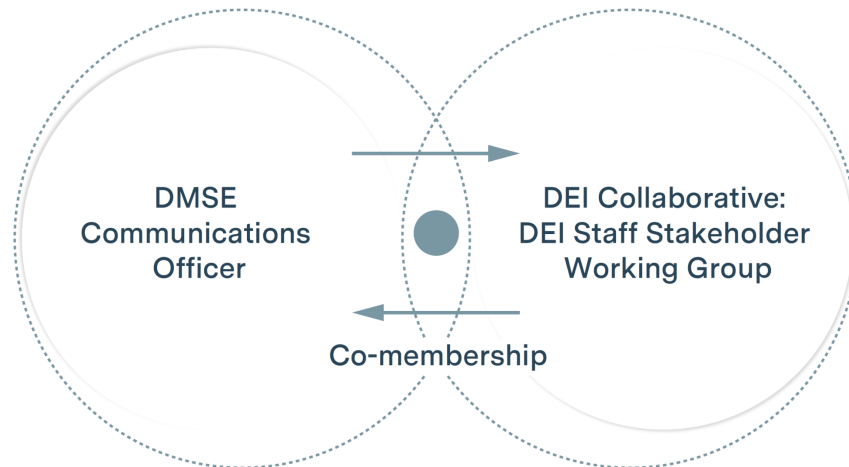 DMSE
Communications
Officer
DEI Collaborative:
DEI Staff Stakeholder
Working Group
Co-membership